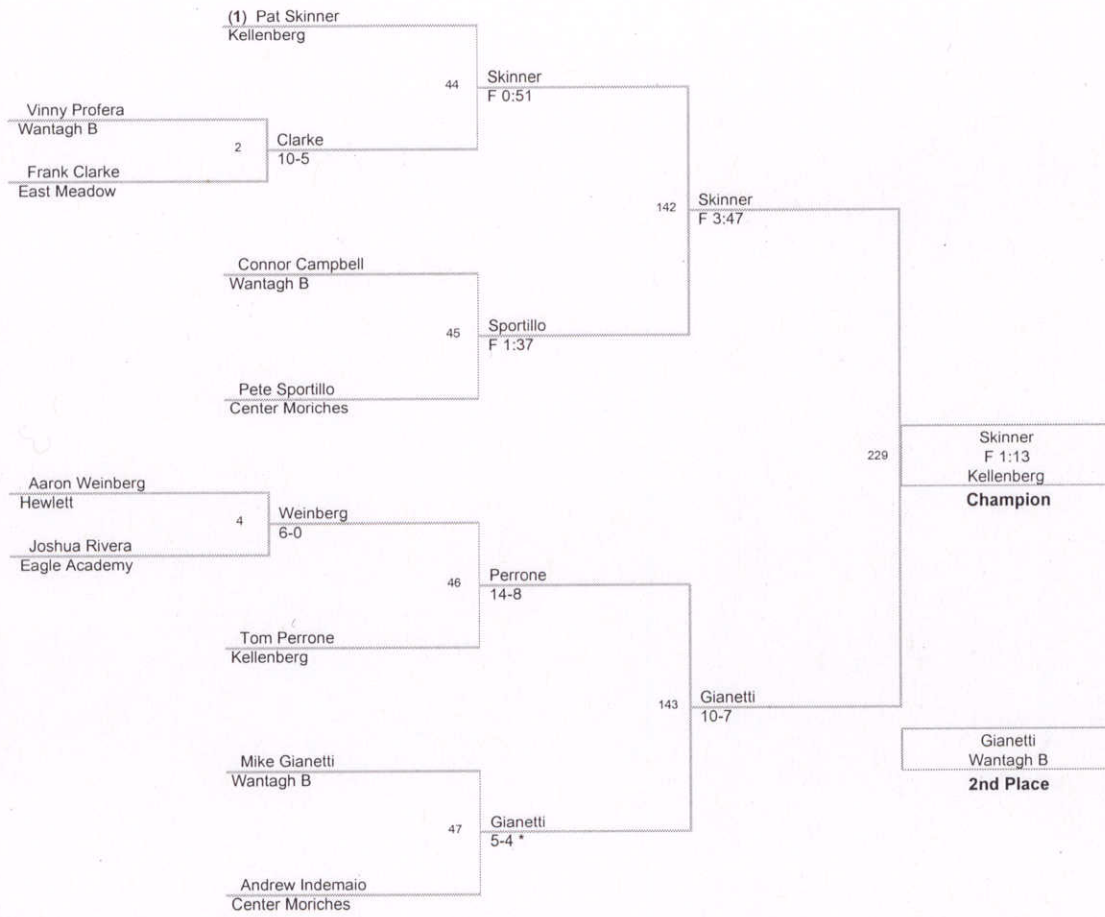 (1) Pat Skinner
Kellenberg
44
Skinner
F 0:51
Vinny Profera
Wantagh B
2
Clarke
10-5
Frank Clarke
East Meadow
142
Skinner
F 3:47
Connor Campbell
Wantagh B
45
Sportillo
F 1:37
Pete Sportillo
Center Moriches
229
Skinner
F 1:13
Kellenberg
Champion
Aaron Weinberg
Hewlett
4
Weinberg
6-0
Joshua Rivera
Eagle Academy
46
Perrone
14-8
Tom Perrone
Kellenberg
143
Gianetti
10-7
Mike Gianetti
Wantagh B
Gianetti
Wantagh B
2nd Place
47
Gianetti
5-4 *
Andrew Indemaio
Center Moriches